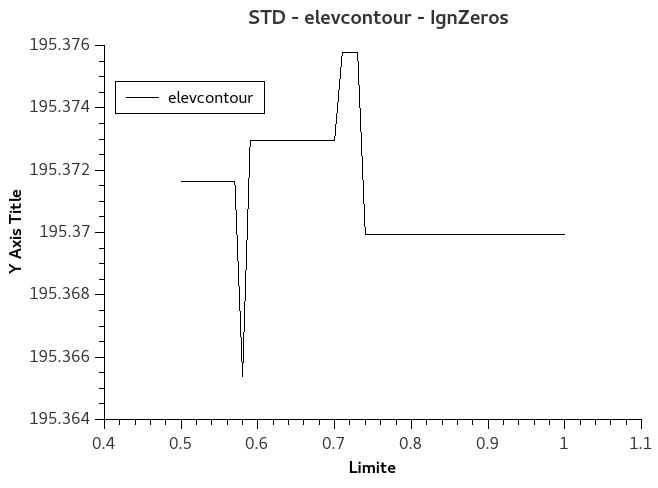 STD - elevcontour - IgnZeros
195.376
195.374
195.372
195.37
195.368
195.366
195.364
elevcontour
Y Axis Title
0.4 0.5 0.6 0.7 0.8 0.9 1 1.1
Limite